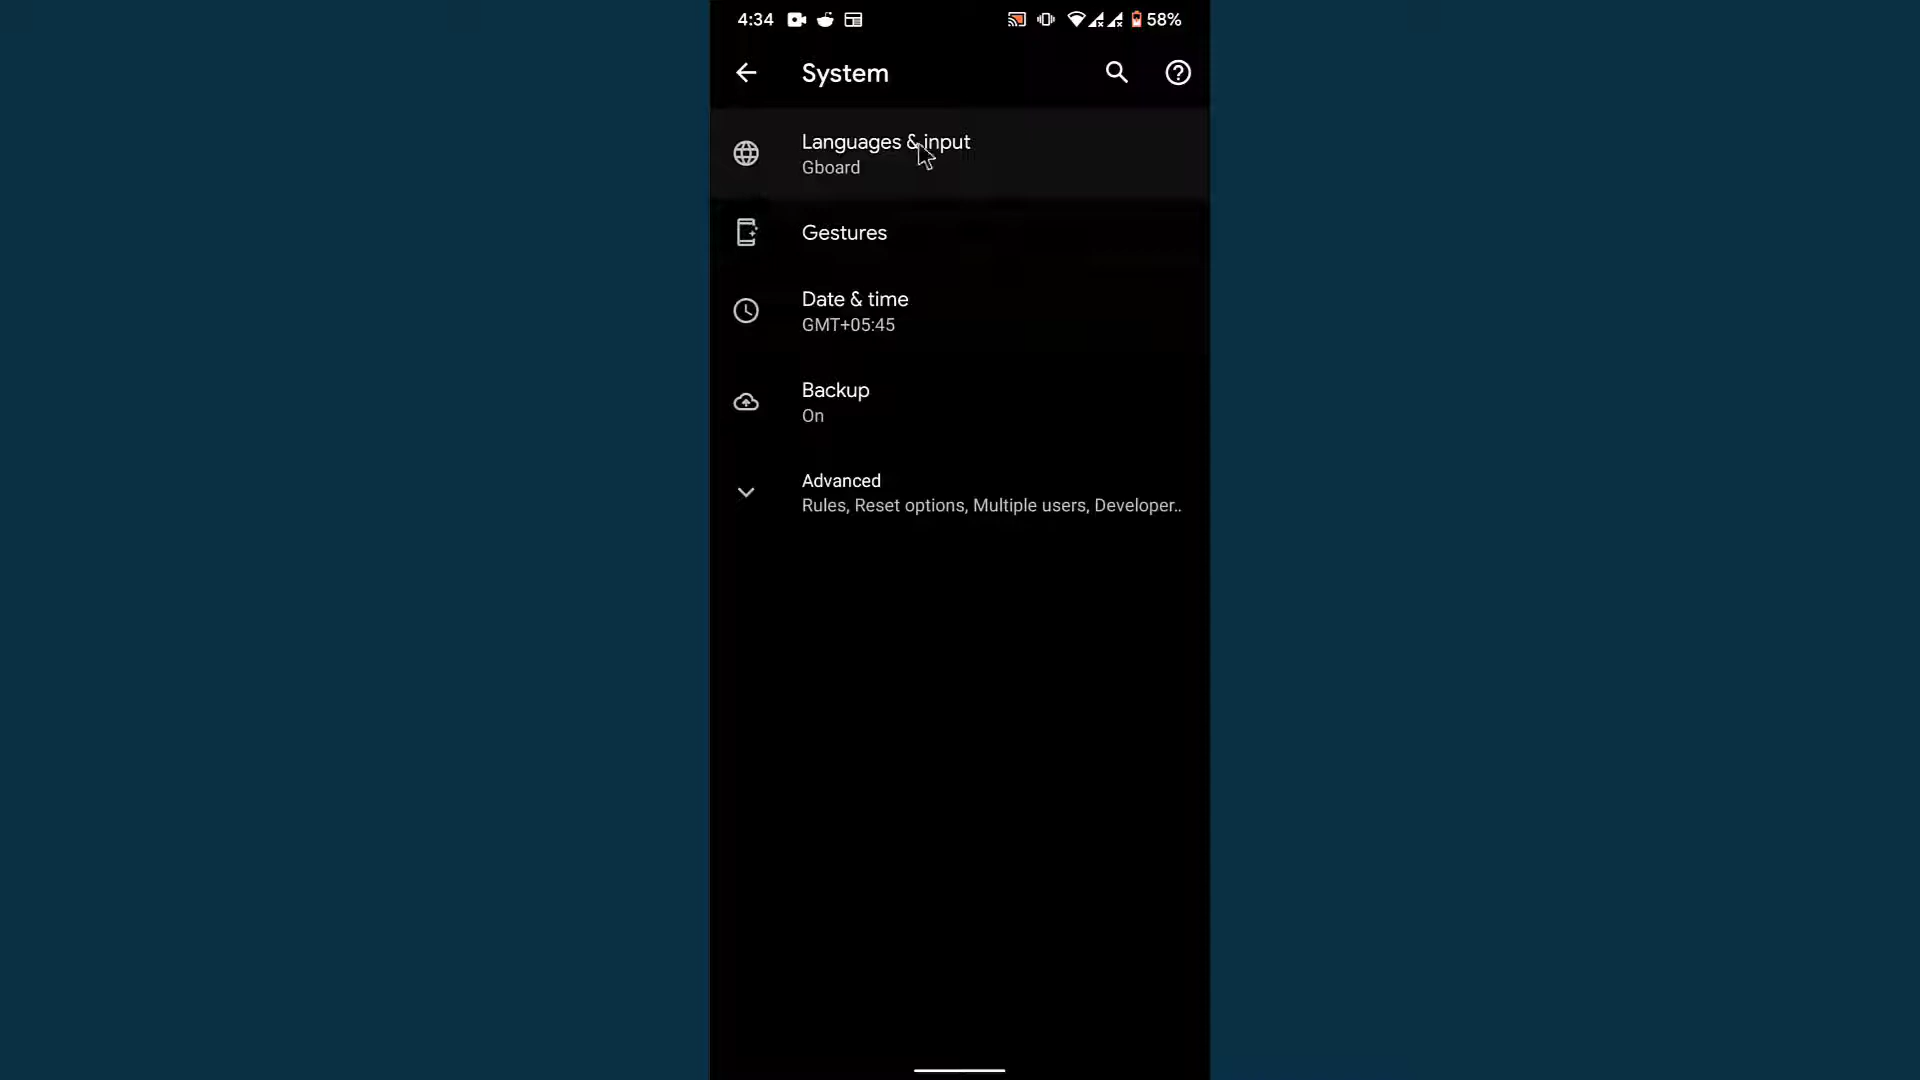 4:34
58%
System
Languages & input
Gboard
Gestures
Date & time
GMT+05:45
Backup
On
Advanced
Rules, Reset options, Multiple users, Developer..